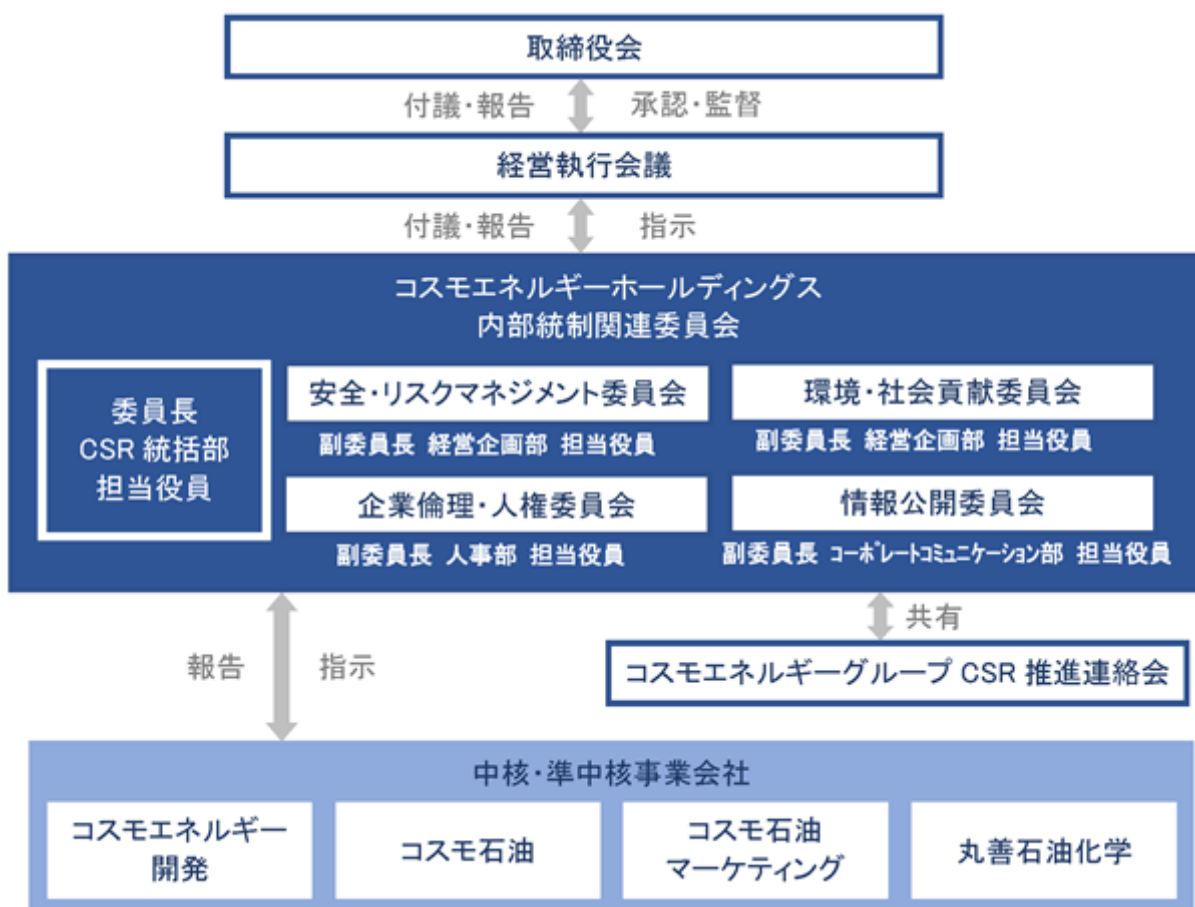 取締役会
付議・報告 承認・監督
経営執行会議
付議・報告 指示
コスモエネルギーホールディングス
内部統制関連委員会
委員長
CSR 統括部
担当役員
安全・リスクマネジメント委員会
副委員長 経営企画部 担当役員
環境・社会貢献委員会
副委員長 経営企画部 担当役員
企業倫理・人権委員会
副委員長 人事部 担当役員
情報公開委員会
副委員長 ｺｰﾎﾟﾚｰﾄｺﾐｭﾆｹｰｼｮﾝ部 担当役員
報告 指示
共有
コスモエネルギーグループ CSR 推進連絡会
中核・準中核事業会社
コスモエネルギー
開発
コスモ石油
コスモ石油
マーケティング
丸善石油化学